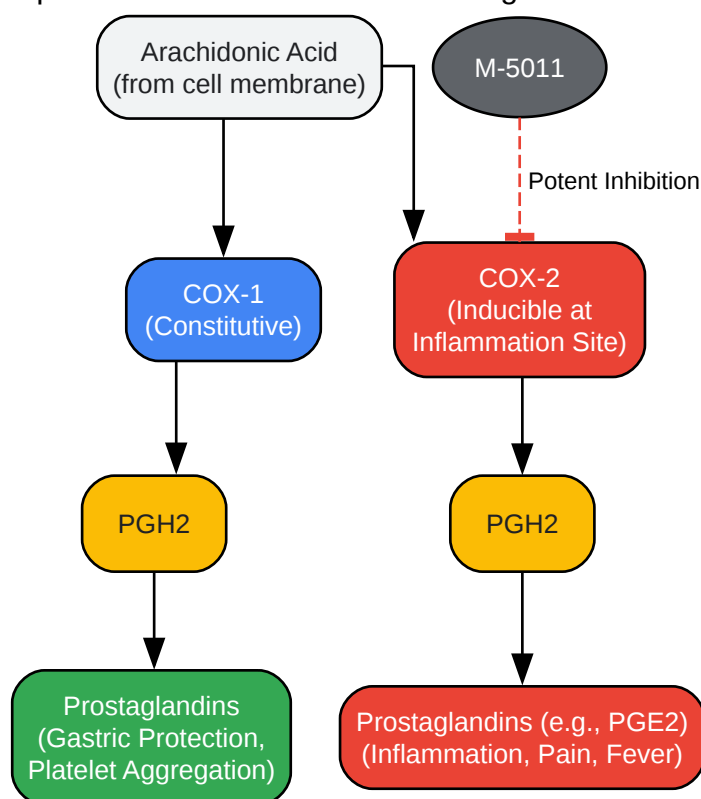 Arachidonic Acid
(from cell membrane)
M-5011
Potent Inhibition
COX-1
(Constitutive)
COX-2
(Inducible at
Inflammation Site)
PGH2
PGH2
Prostaglandins
(Gastric Protection,
Platelet Aggregation)
Prostaglandins (e.g., PGE2)
(Inflammation, Pain, Fever)